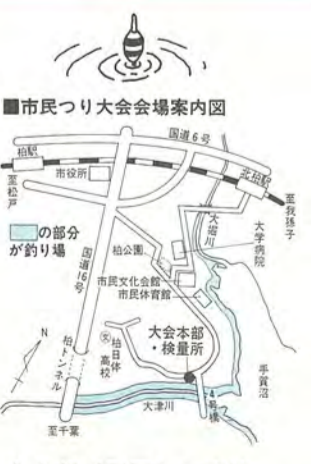 ■市民つり大会会場案内図
国道6号
柏駅
市役所
北柏駅
至松戸
至我孫子
の部分
が釣り場
大堀川
大学病院
国道16号
柏公園
市民文化会館
市民体育館
大会本部
・検量所
N
文
柏日体
高校
柏トンネル
手賀沼
4号橋
大津川
至千葉